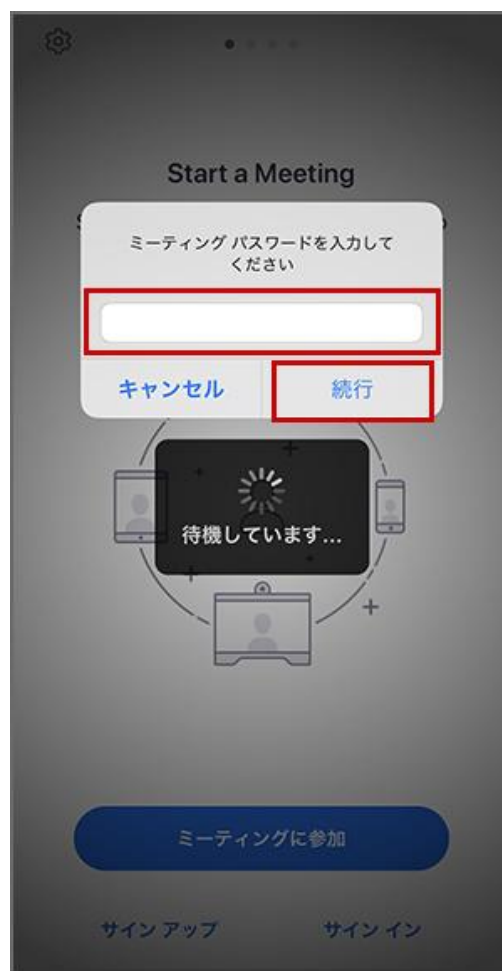 Start a Meeting
ミーティング パスワードを入力して
ください
キャンセル
続行
待機しています...
ミーティングに参加
サイン アップ
サイン イン